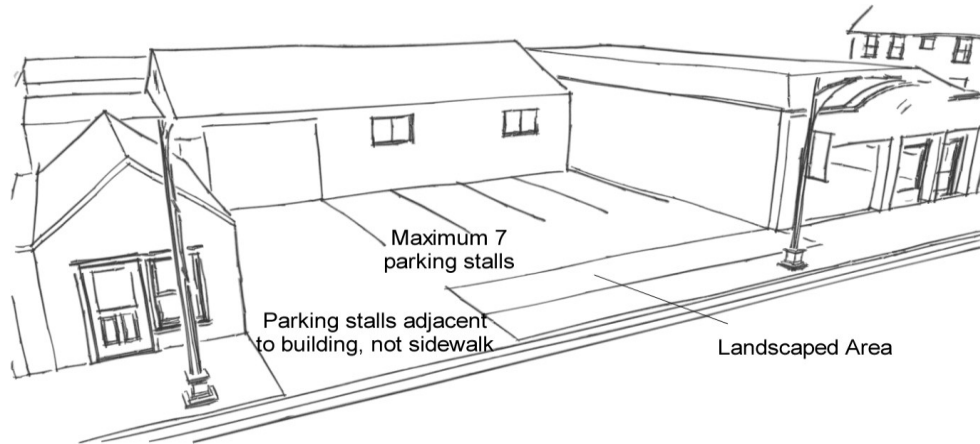 Maximum 7
parking stalls
Parking stalls adjacent
to building, not sidewalk
Landscaped Area